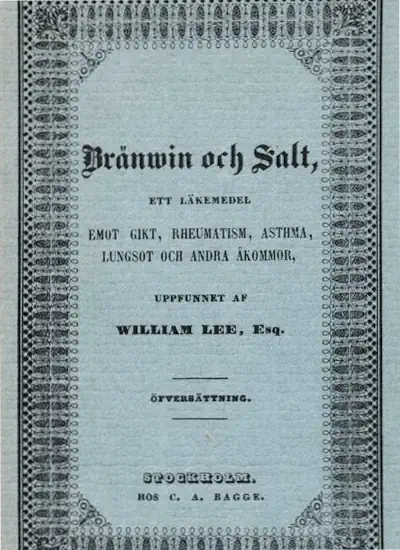 Bränwin och Salt,
ETT LÄKEMEDEL
EMOT GIKT, RHEUMATISM, ASTHMA,
LUNGSOT OCH ANDRA ÅKOMMOR,
UPPFUNNET AF
WILLIAM LEE, Esq.
ÖFVERSÄTTNING.
STOCKHOLM.
HOS C. A. BAGGE.